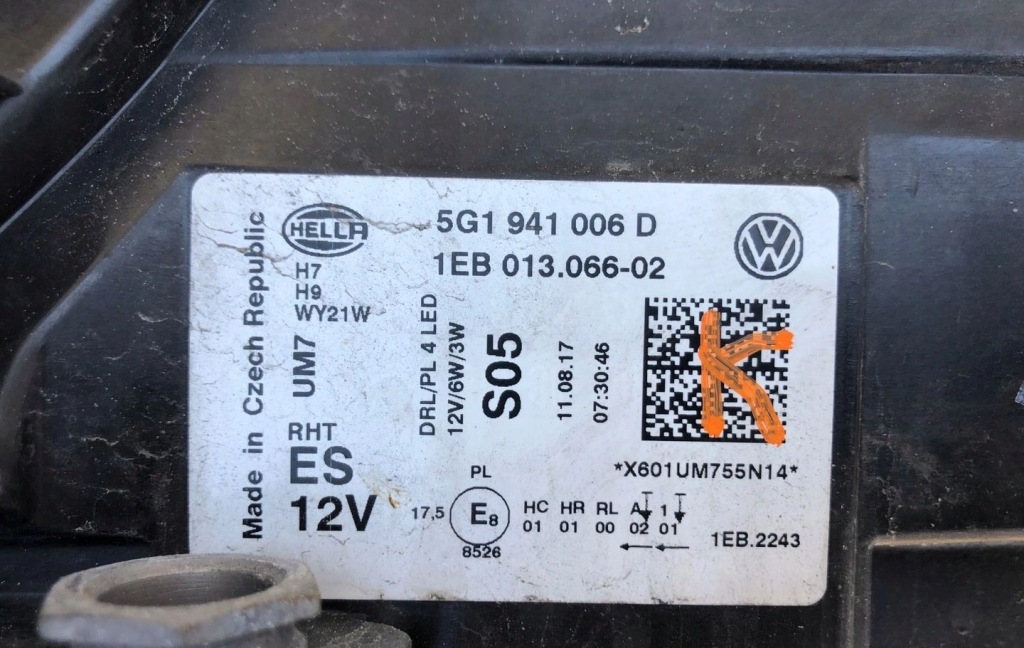 Made in Czech Republic
HELLA
5G1 941 006 D
1EB 013.066-02
H7
H9
WY21W
UM7
DRL/PL 4 LED
12V/6W/3W
S05
11.08.17
07:30:46
K
RHT
ES
12V
*X601UM755N14*
PL
17,5
E8
8526
HC HR RL A 1
01 01 00 02 01
1EB.2243